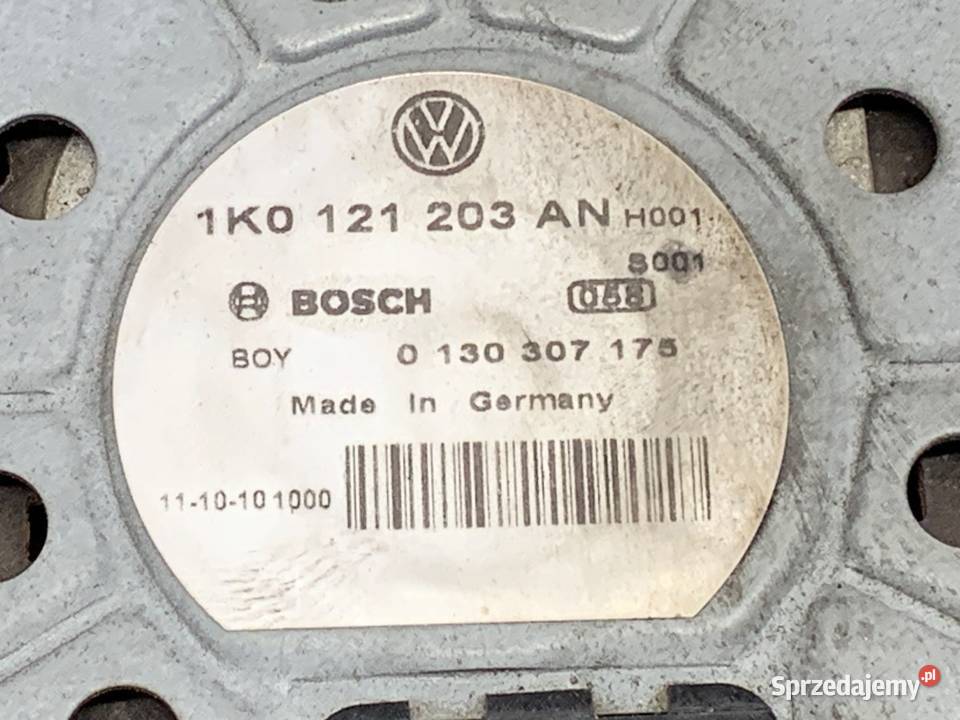 1K0 121 203 AN H001
S001
BOSCH 058
BOY 0 130 307 175
Made In Germany
11-10-10 1000
Sprzedajemy.pl